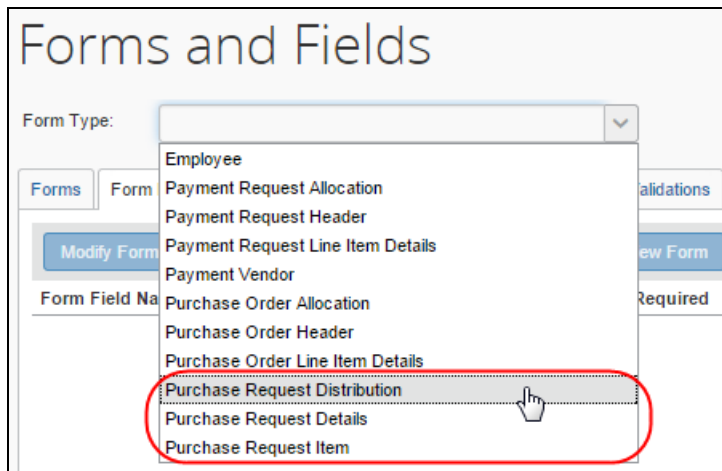 Forms and Fields
Form Type:
Employee
Payment Request Allocation
Payment Request Header
Payment Request Line Item Details
Payment Vendor
Purchase Order Allocation
Purchase Order Header
Purchase Order Line Item Details
Purchase Request Distribution
Purchase Request Details
Purchase Request Item
Forms Form alidations
Modify Form ew Form
Form Field Na Required